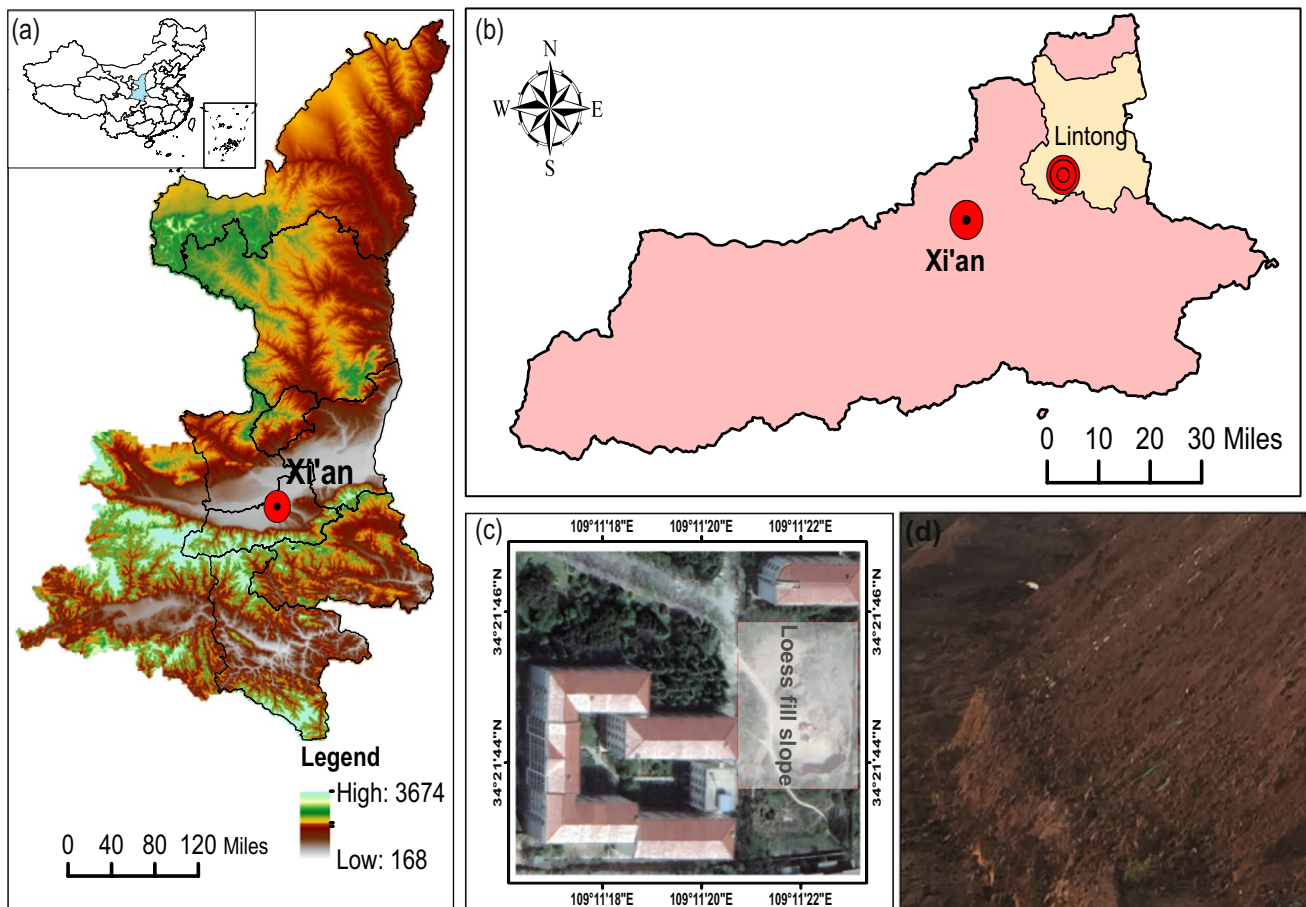 (a)
Xi'an
Legend
High: 3674
Low: 168
0 40 80 120 Miles
(b)
N
W E
S
Lintong
Xi'an
0 10 20 30 Miles
(c)
109°11'18"E 109°11'20"E 109°11'22"E
34°21'46"N
34°21'44"N
Loess fill slope
34°21'46"N
34°21'44"N
109°11'18"E 109°11'20"E 109°11'22"E
(d)